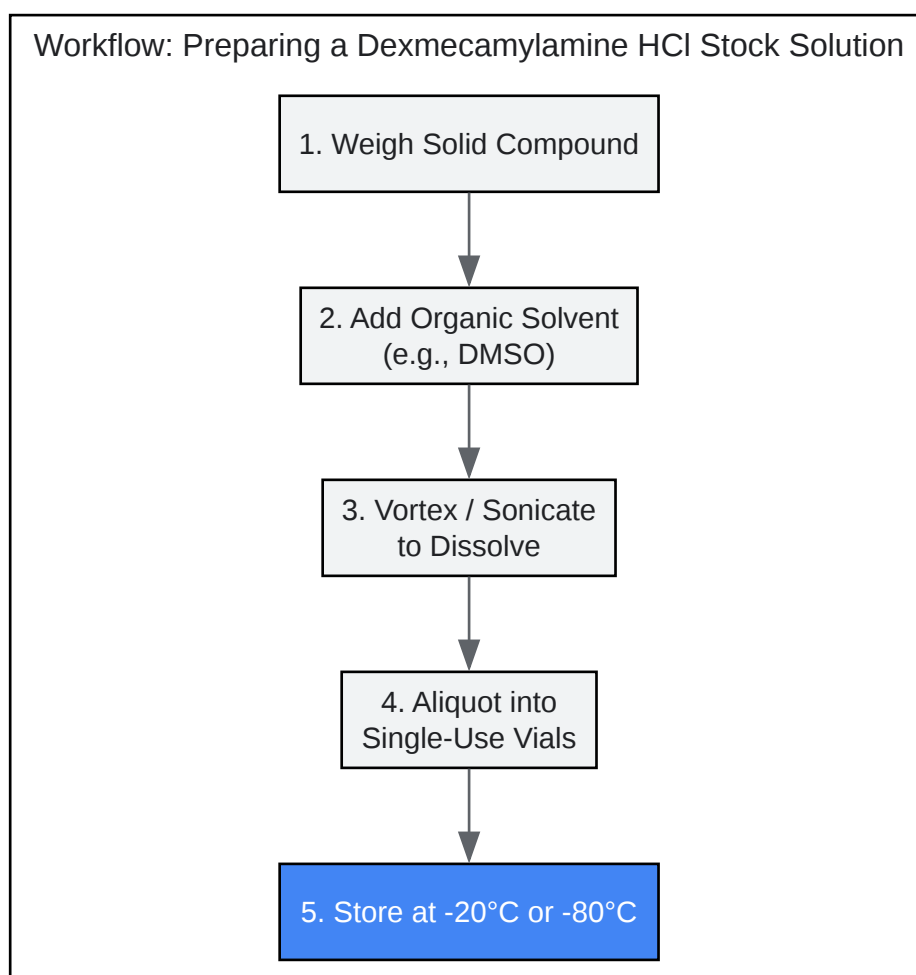 Workflow: Preparing a Dexmecamylamine HCl Stock Solution
1. Weigh Solid Compound
2. Add Organic Solvent
(e.g., DMSO)
3. Vortex / Sonicate
to Dissolve
4. Aliquot into
Single-Use Vials
5. Store at -20°C or -80°C